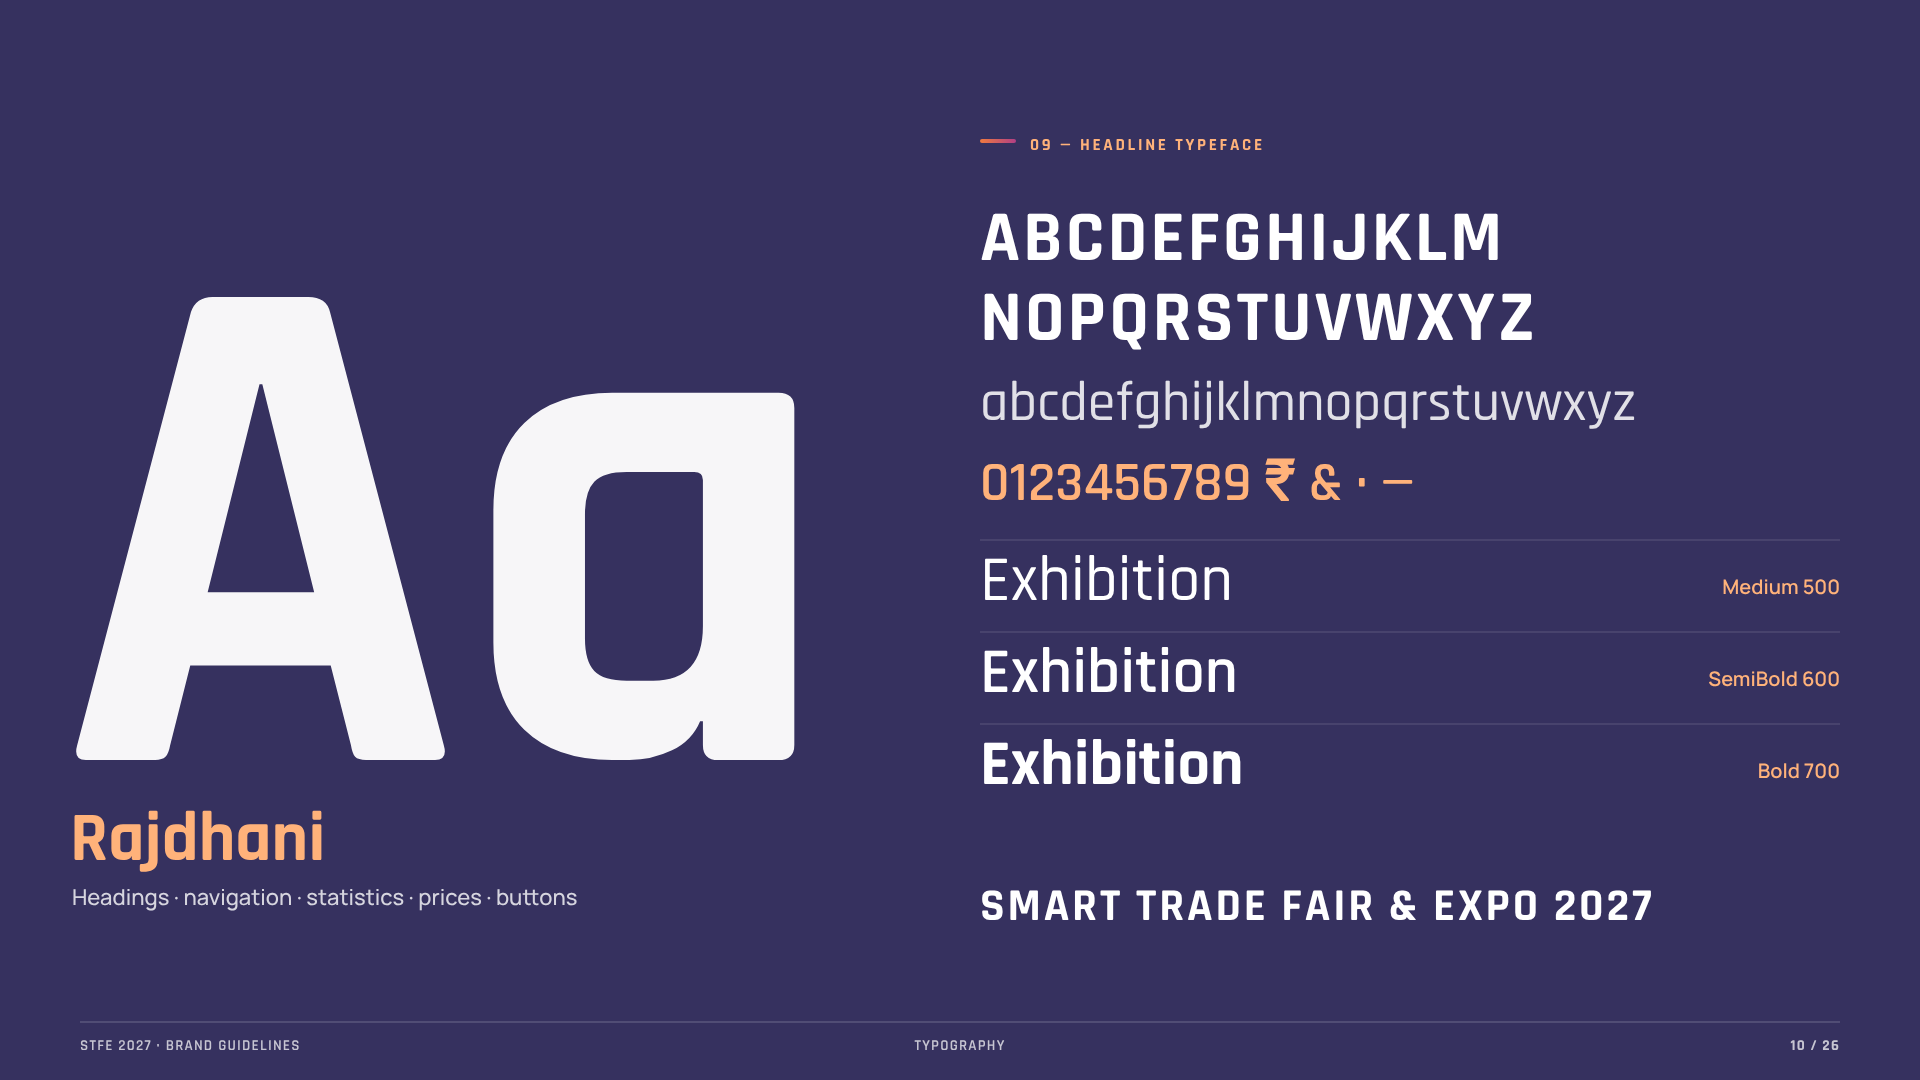 Aa
Rajdhani
Headings · navigation · statistics · prices · buttons
09 — HEADLINE TYPEFACE
ABCDEFGHIJKLM
NOPQRSTUVWXYZ
abcdefghijklmnopqrstuvwxyz
0123456789 ₹ & · —
Exhibition Medium 500
Exhibition SemiBold 600
Exhibition Bold 700
SMART TRADE FAIR & EXPO 2027
STFE 2027 · BRAND GUIDELINES TYPOGRAPHY 10 / 26